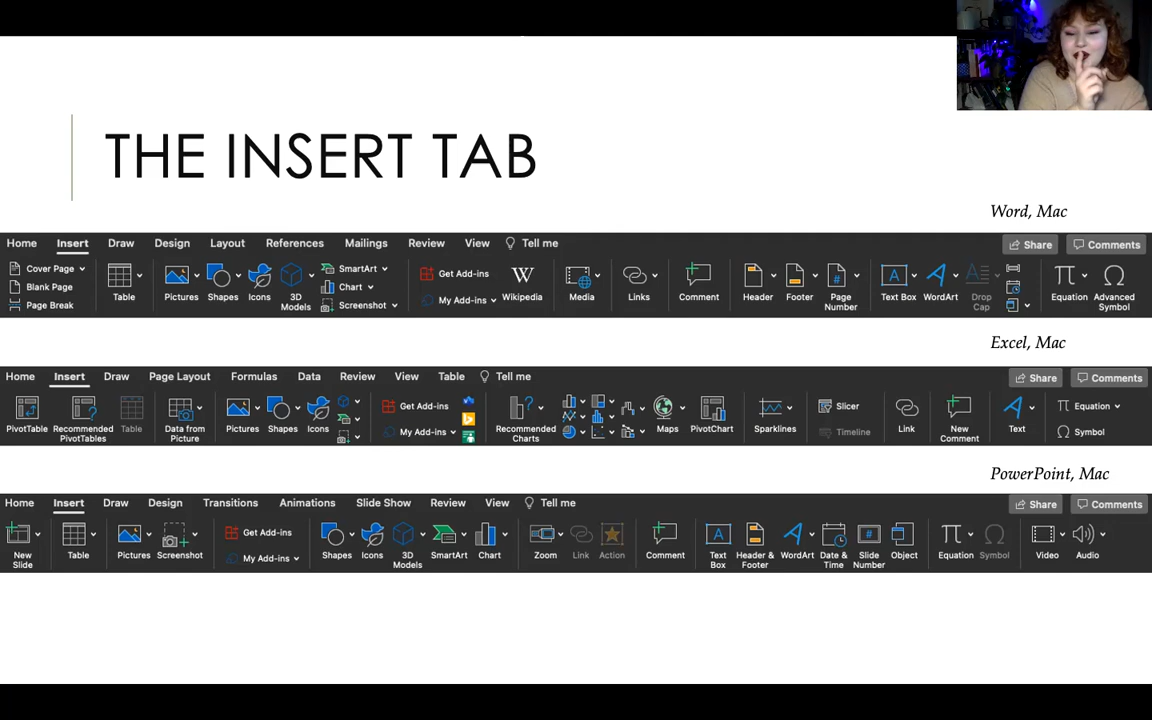 THE INSERT TAB
Word, Mac
Home Insert Draw Design Layout References Mailings Review View Tell me Share Comments
Cover Page
Blank Page
Page Break
Table
Pictures
Shapes
Icons
3D
Models
SmartArt
Chart
Screenshot
Get Add-ins
My Add-ins
W
Wikipedia
Media
Links
Comment
Header
Footer
#
Page
Number
A
Text Box
A
WordArt
A
Drop
Cap
π
Equation
Ω
Advanced
Symbol
Excel, Mac
Home Insert Draw Page Layout Formulas Data Review View Table Tell me Share Comments
PivotTable
?
Recommended
PivotTables
Table
Data from
Picture
Pictures
Shapes
Icons
Get Add-ins
My Add-ins
?
Recommended
Charts
Maps
PivotChart
Sparklines
Slicer
Timeline
Link
New
Comment
A
Text
π Equation
Ω Symbol
PowerPoint, Mac
Home Insert Draw Design Transitions Animations Slide Show Review View Tell me Share Comments
New
Slide
Table
Pictures
Screenshot
Get Add-ins
My Add-ins
Shapes
Icons
3D
Models
SmartArt
Chart
Zoom
Link
Action
Comment
A
Text
Box
Header &
Footer
A
WordArt
Date &
Time
#
Slide
Number
Object
π
Equation
Ω
Symbol
Video
Audio